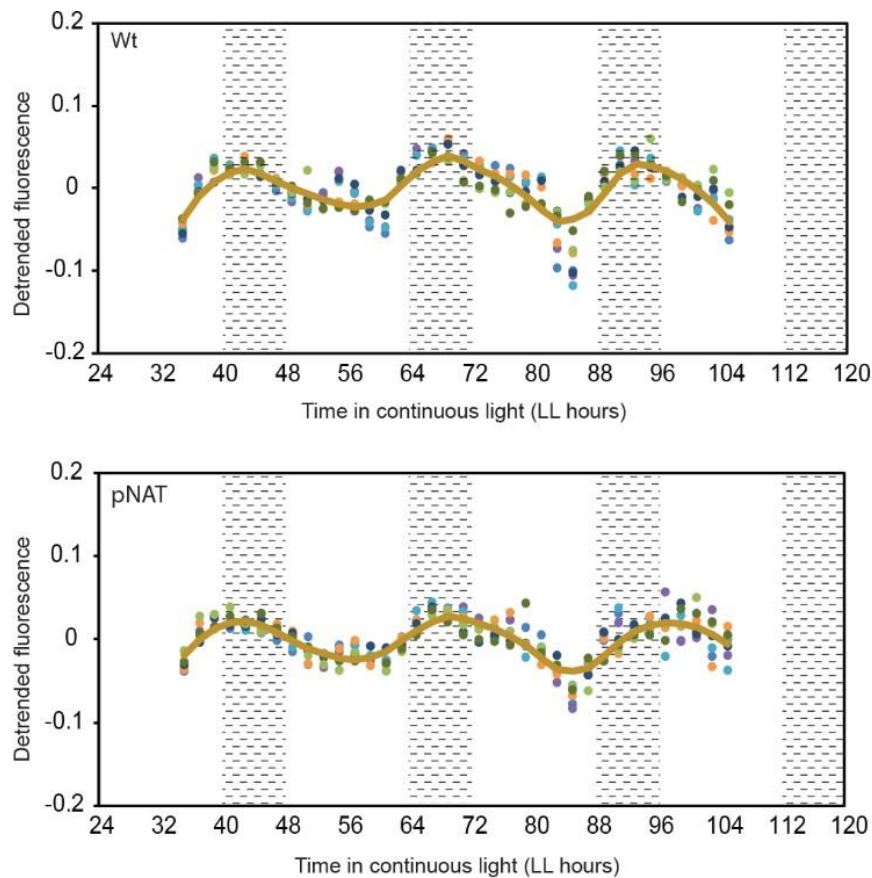 0.2
Wt
0.1
0
-0.1
-0.2
Detrended fluorescence
24 32 40 48 56 64 72 80 88 96 104 112 120
Time in continuous light (LL hours)
0.2
pNAT
0.1
0
-0.1
-0.2
Detrended fluorescence
24 32 40 48 56 64 72 80 88 96 104 112 120
Time in continuous light (LL hours)